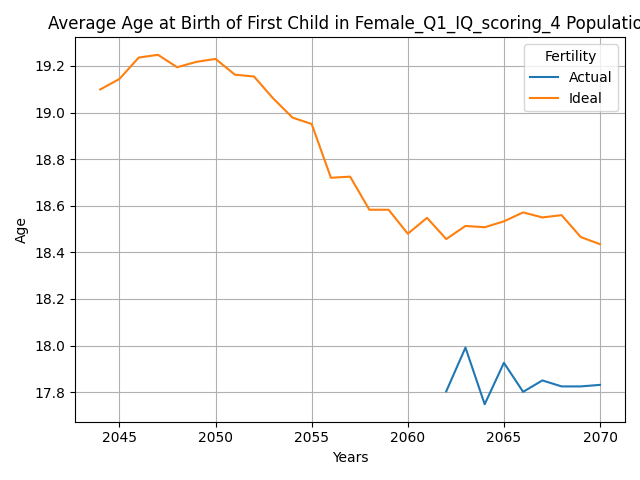 Average Age at Birth of First Child in Female_Q1_IQ_scoring_4 Populatio
Fertility
Actual
Ideal
19.2
19.0
18.8
18.6
18.4
18.2
18.0
17.8
Age
2045 2050 2055 2060 2065 2070
Years